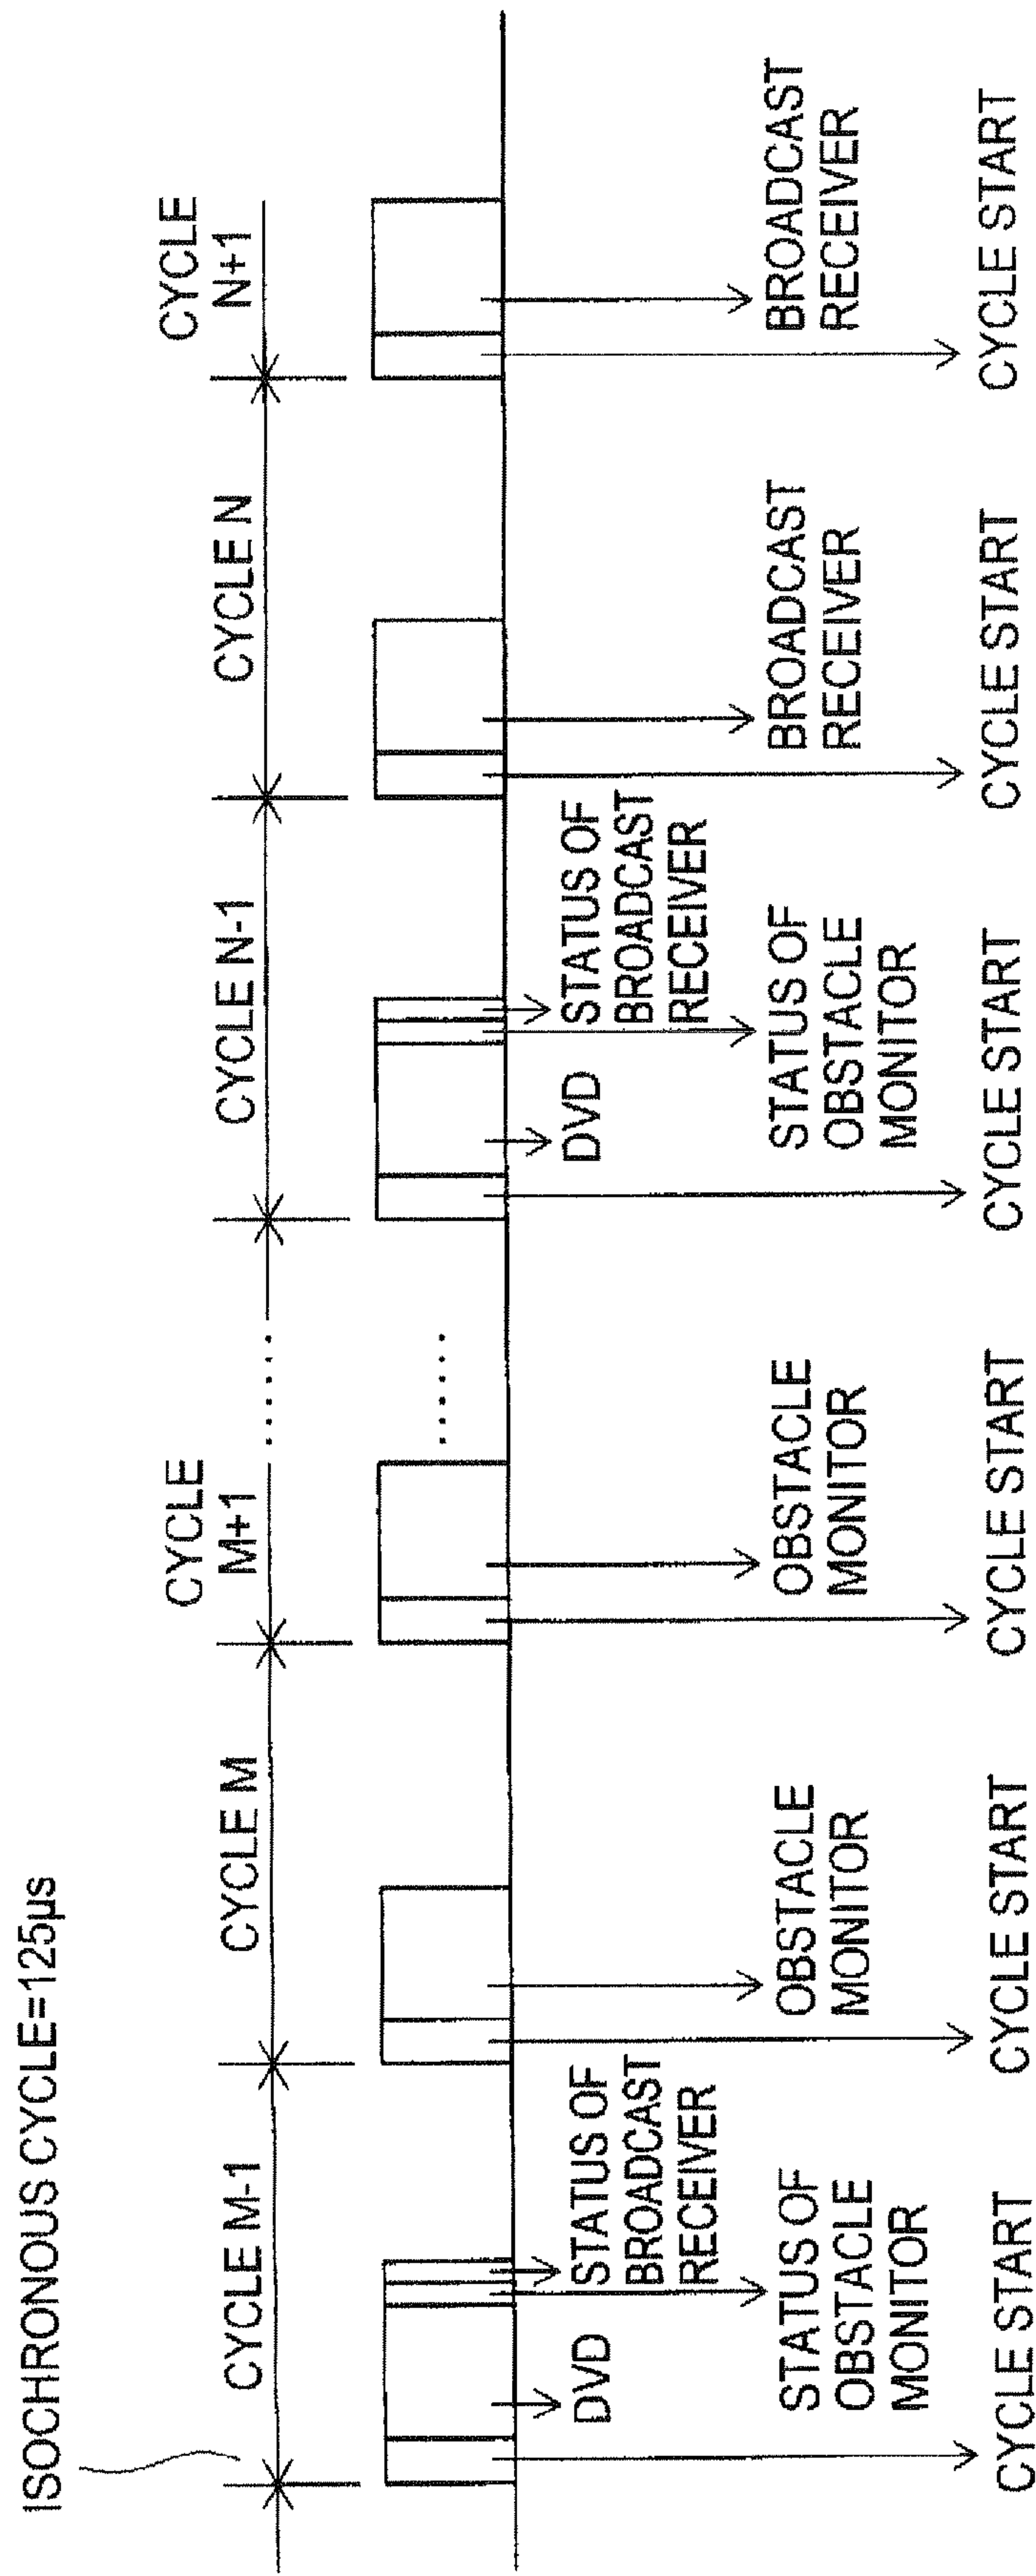 ISOCHRONOUS CYCLE=125µs
CYCLE M-1
CYCLE M
CYCLE
M+1
.....
CYCLE N-1
CYCLE N
CYCLE
N+1
.....
DVD
STATUS OF
BROADCAST
RECEIVER
STATUS OF
OBSTACLE
MONITOR
CYCLE START
OBSTACLE
MONITOR
CYCLE START
OBSTACLE
MONITOR
CYCLE START
DVD
STATUS OF
BROADCAST
RECEIVER
STATUS OF
OBSTACLE
MONITOR
CYCLE START
BROADCAST
RECEIVER
CYCLE START
BROADCAST
RECEIVER
CYCLE START